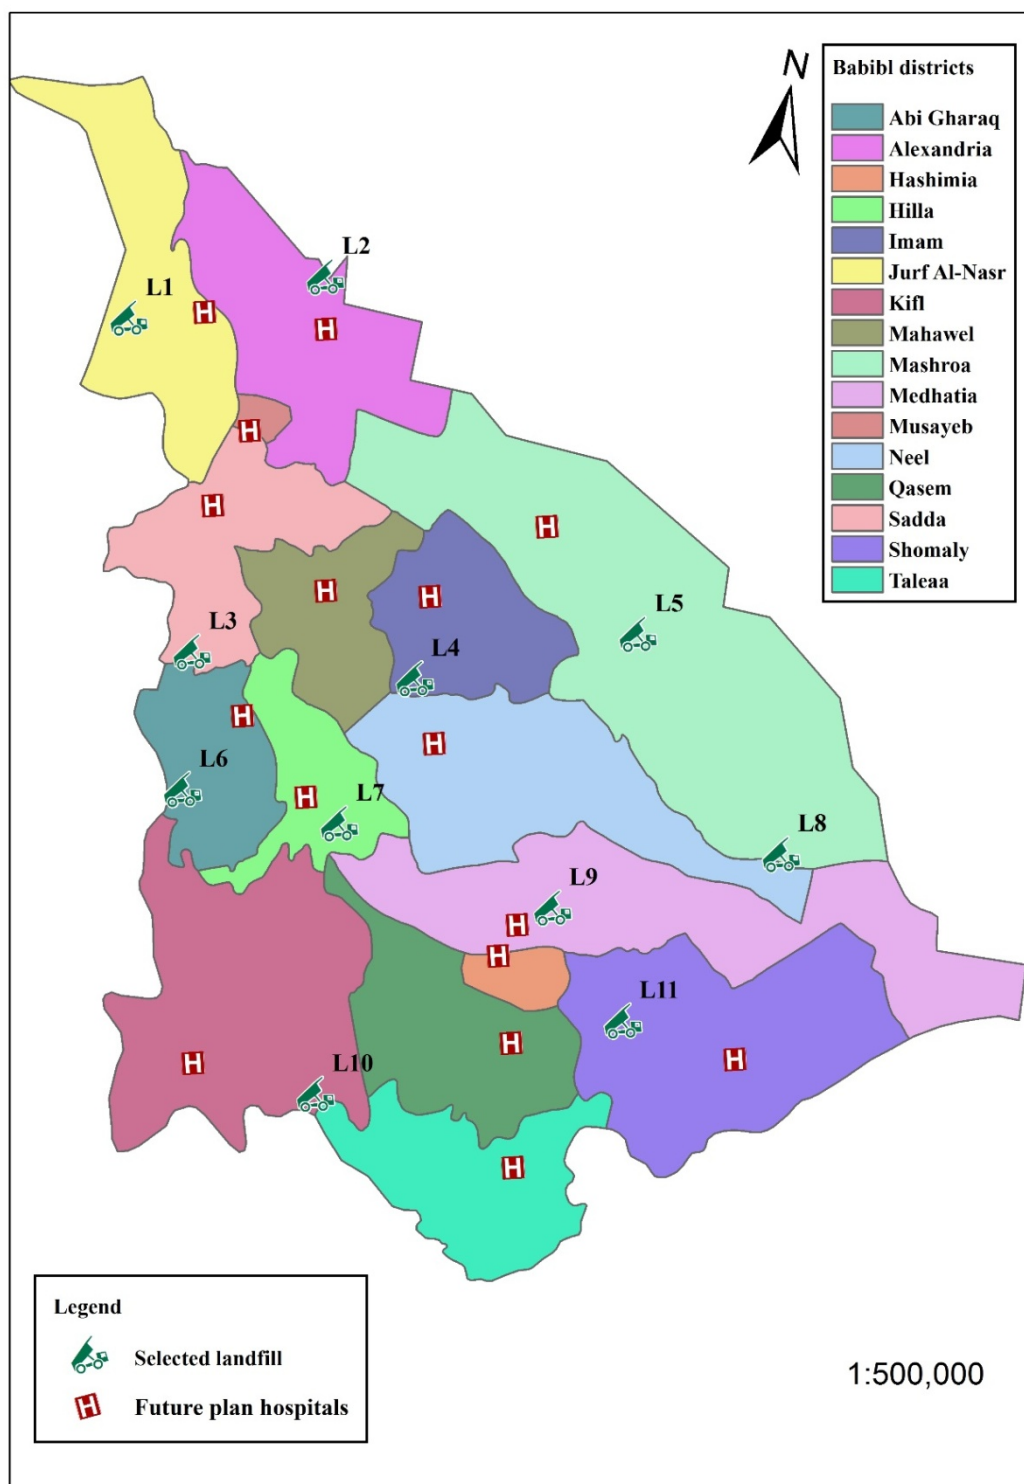 N
Babibl districts
Abi Gharaq
Alexandria
Hashimia
Hilla
Imam
Jurf Al-Nasr
Kifl
Mahawel
Mashroa
Medhatia
Musayeb
Neel
Qasem
Sadda
Shomaly
Taleaa
L2
L1
H
H
H
H
H
H
H
L3
L5
L4
H
H
L6
H
L7
L8
L9
H
H
L11
H
H
H
L10
H
Legend
Selected landfill
H Future plan hospitals
1:500,000